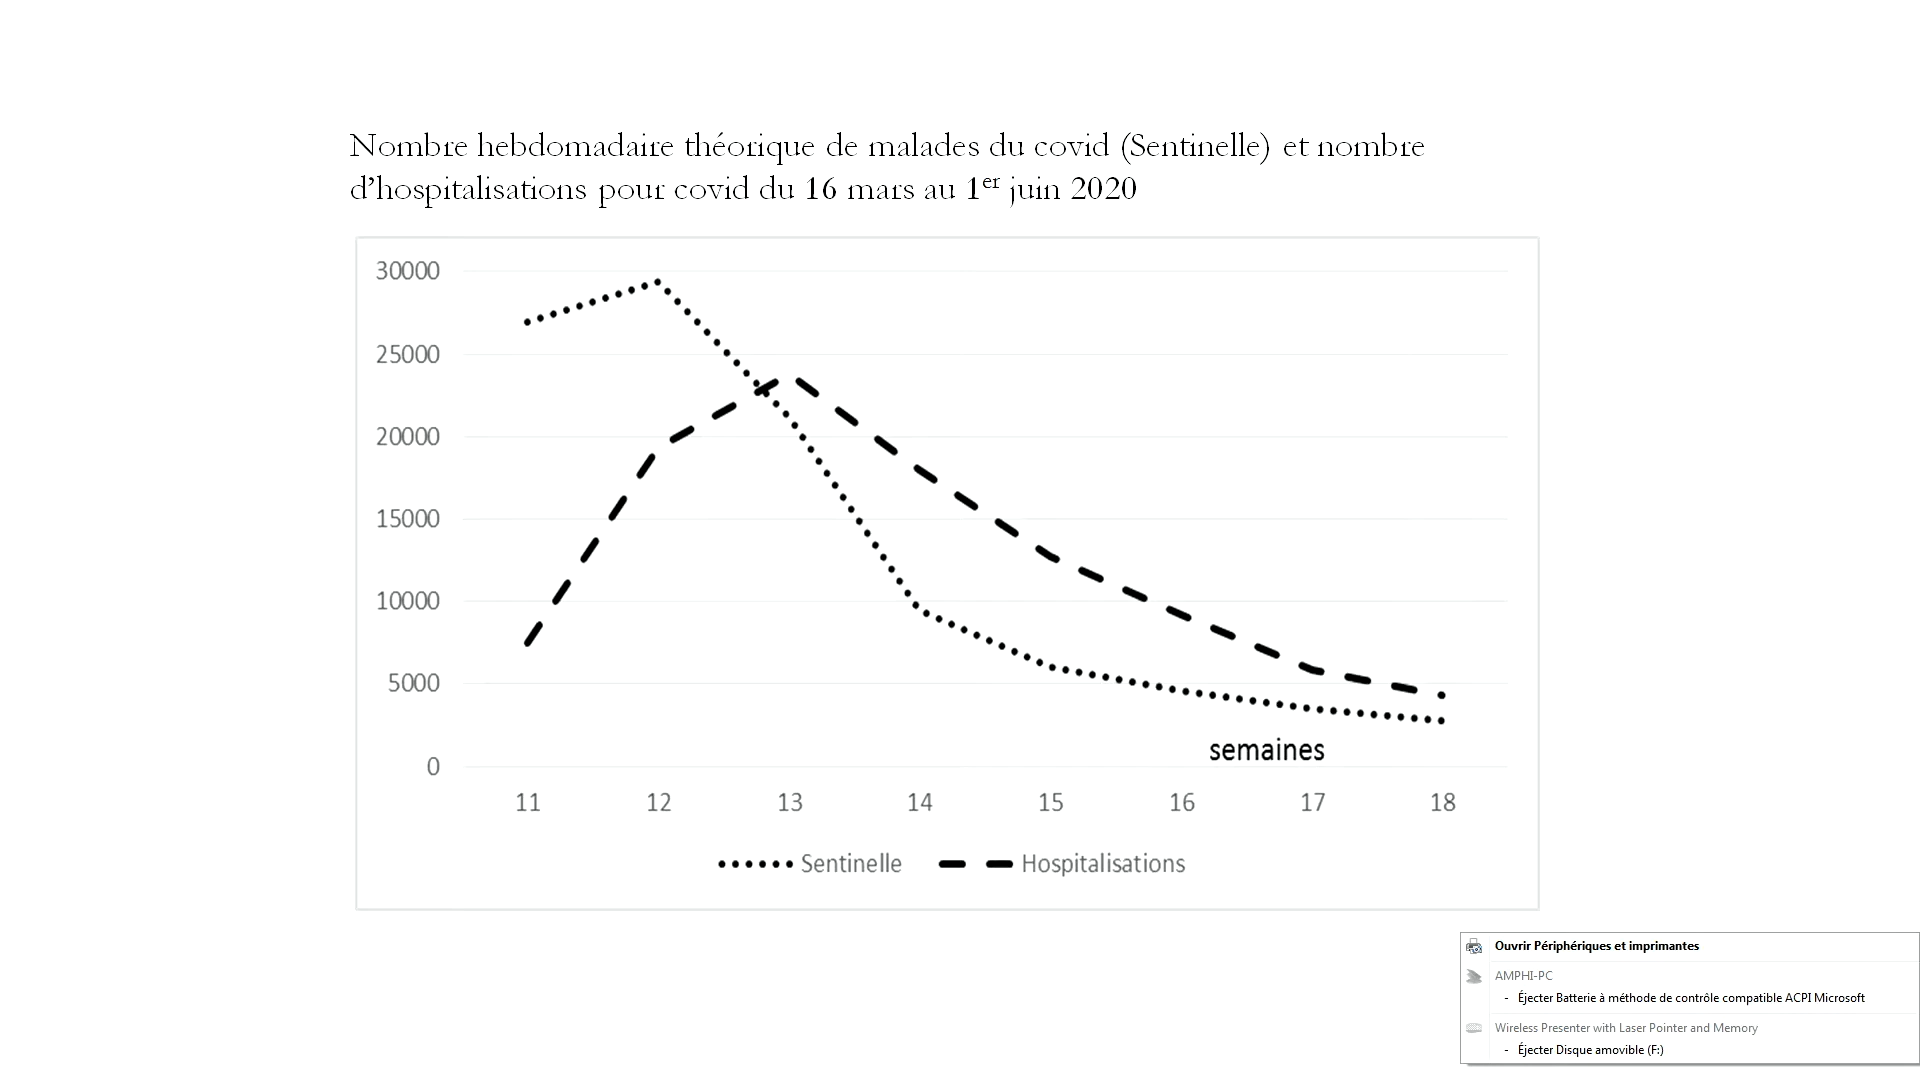 Nombre hebdomadaire théorique de malades du covid (Sentinelle) et nombre
d’hospitalisations pour covid du 16 mars au 1er juin 2020
30000
25000
20000
15000
10000
5000
0
semaines
11 12 13 14 15 16 17 18
Sentinelle Hospitalisations
Ouvrir Périphériques et imprimantes
AMPHI-PC
- Éjecter Batterie à méthode de contrôle compatible ACPI Microsoft
Wireless Presenter with Laser Pointer and Memory
- Éjecter Disque amovible (F:)